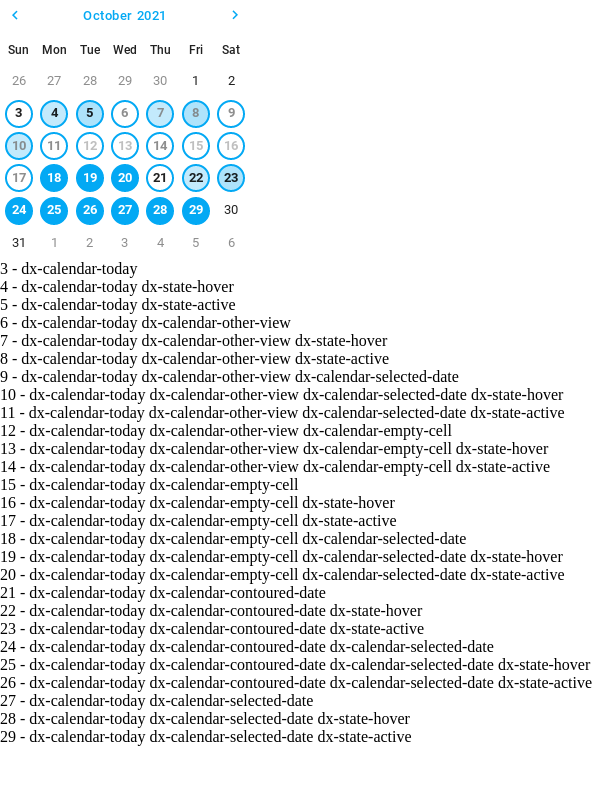 October 2021
Sun Mon Tue Wed Thu Fri Sat
26 27 28 29 30 1 2
3 4 5 6 7 8 9
10 11 12 13 14 15 16
17 18 19 20 21 22 23
24 25 26 27 28 29 30
31 1 2 3 4 5 6
3 - dx-calendar-today
4 - dx-calendar-today dx-state-hover
5 - dx-calendar-today dx-state-active
6 - dx-calendar-today dx-calendar-other-view
7 - dx-calendar-today dx-calendar-other-view dx-state-hover
8 - dx-calendar-today dx-calendar-other-view dx-state-active
9 - dx-calendar-today dx-calendar-other-view dx-calendar-selected-date
10 - dx-calendar-today dx-calendar-other-view dx-calendar-selected-date dx-state-hover
11 - dx-calendar-today dx-calendar-other-view dx-calendar-selected-date dx-state-active
12 - dx-calendar-today dx-calendar-other-view dx-calendar-empty-cell
13 - dx-calendar-today dx-calendar-other-view dx-calendar-empty-cell dx-state-hover
14 - dx-calendar-today dx-calendar-other-view dx-calendar-empty-cell dx-state-active
15 - dx-calendar-today dx-calendar-empty-cell
16 - dx-calendar-today dx-calendar-empty-cell dx-state-hover
17 - dx-calendar-today dx-calendar-empty-cell dx-state-active
18 - dx-calendar-today dx-calendar-empty-cell dx-calendar-selected-date
19 - dx-calendar-today dx-calendar-empty-cell dx-calendar-selected-date dx-state-hover
20 - dx-calendar-today dx-calendar-empty-cell dx-calendar-selected-date dx-state-active
21 - dx-calendar-today dx-calendar-contoured-date
22 - dx-calendar-today dx-calendar-contoured-date dx-state-hover
23 - dx-calendar-today dx-calendar-contoured-date dx-state-active
24 - dx-calendar-today dx-calendar-contoured-date dx-calendar-selected-date
25 - dx-calendar-today dx-calendar-contoured-date dx-calendar-selected-date dx-state-hover
26 - dx-calendar-today dx-calendar-contoured-date dx-calendar-selected-date dx-state-active
27 - dx-calendar-today dx-calendar-selected-date
28 - dx-calendar-today dx-calendar-selected-date dx-state-hover
29 - dx-calendar-today dx-calendar-selected-date dx-state-active